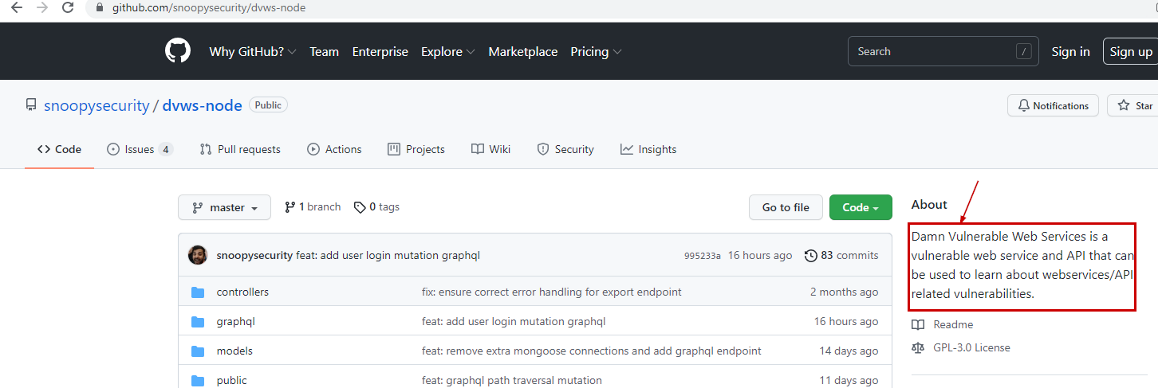 github.com/snoopysecurity/dvws-node
Why GitHub? Team Enterprise Explore Marketplace Pricing Search / Sign in Sign up
snoopysecurity / dvws-node Public Notifications Star
Code Issues 4 Pull requests Actions Projects Wiki Security Insights
master 1 branch 0 tags Go to file Code
snoopysecurity feat: add user login mutation graphql 995233a 16 hours ago 83 commits
controllers fix: ensure correct error handling for export endpoint 2 months ago
graphql feat: add user login mutation graphql 16 hours ago
models feat: remove extra mongoose connections and add graphql endpoint 14 days ago
public feat: graphql path traversal mutation 11 days ago
About
Damn Vulnerable Web Services is a
vulnerable web service and API that can
be used to learn about webservices/API
related vulnerabilities.
Readme
GPL-3.0 License